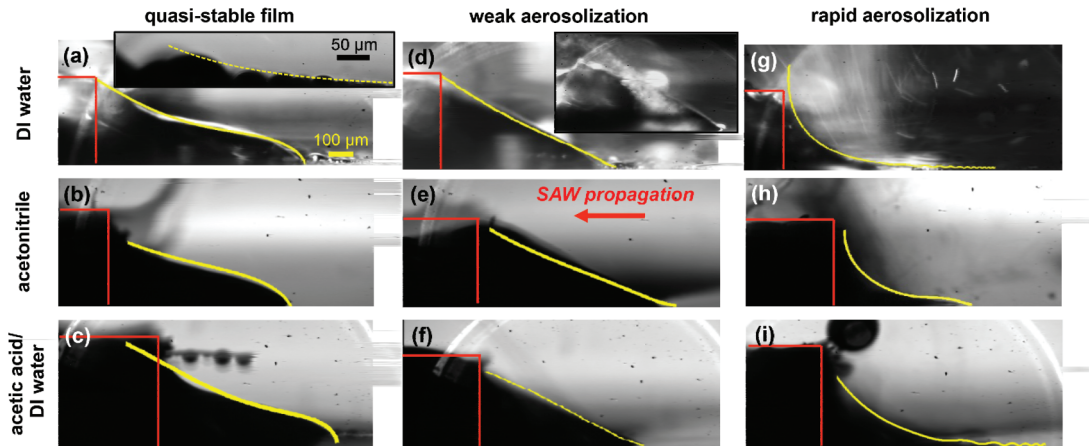 quasi-stable film
weak aerosolization
rapid aerosolization
DI water
(a)
50 µm
100 µm
(d)
(g)
acetonitrile
(b)
(e)
SAW propagation
(h)
acetic acid/
DI water
(c)
(f)
(i)